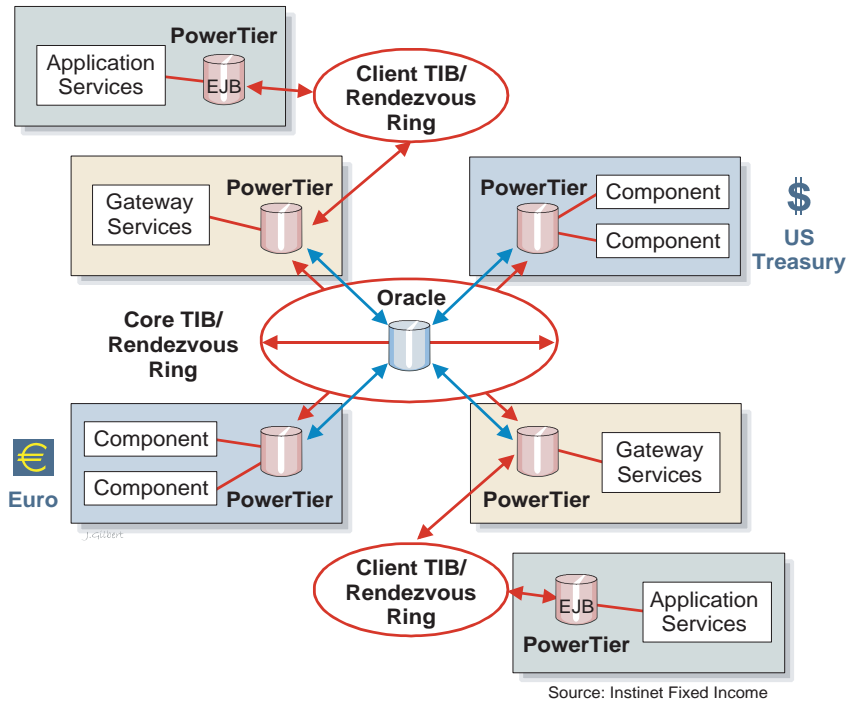 PowerTier
Application
Services
EJB
Client TIB/
Rendezvous
Ring
PowerTier
Gateway
Services
PowerTier
Component
Component
$
US
Treasury
Oracle
Core TIB/
Rendezvous
Ring
€
Euro
Component
Component
PowerTier
Gateway
Services
PowerTier
J.Gilbert
Client TIB/
Rendezvous
Ring
EJB
PowerTier
Application
Services
Source: Instinet Fixed Income